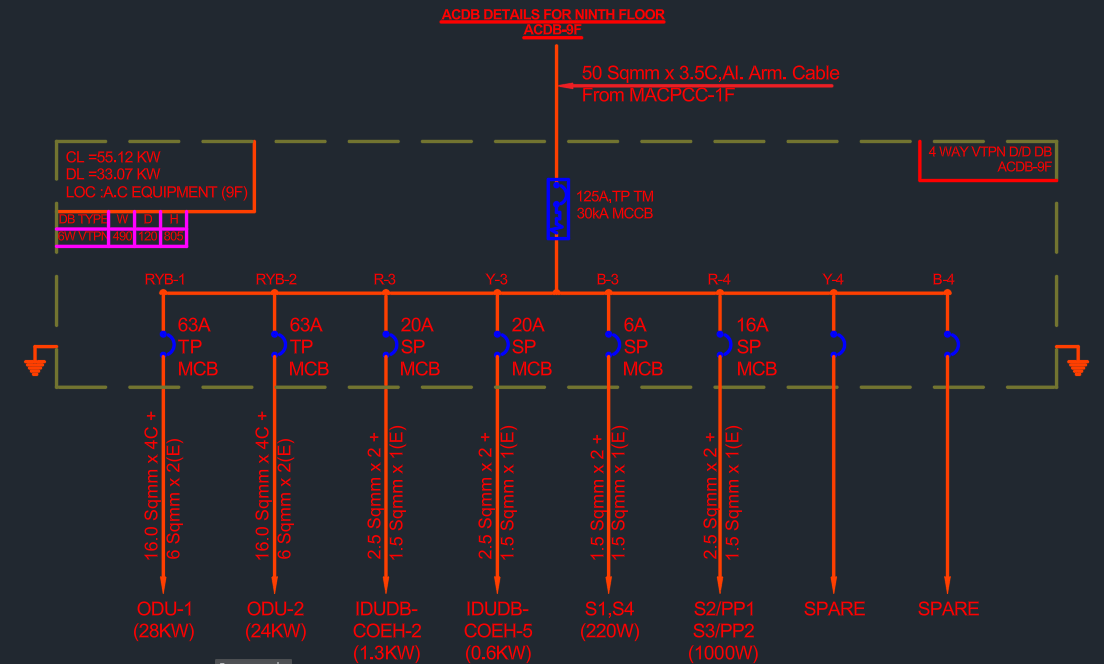 ACDB DETAILS FOR NINTH FLOOR
ACDB-9F
50 Sqmm x 3.5C,Al. Arm. Cable
From MACPCC-1F
CL =55.12 KW
DL =33.07 KW
LOC :A.C EQUIPMENT (9F)
DB TYPE W D H
6W VTPN 490 120 805
4 WAY VTPN D/D DB
ACDB-9F
125A,TP TM
30kA MCCB
RYB-1 RYB-2 R-3 Y-3 B-3 R-4 Y-4 B-4
63A 63A 20A 20A 6A 16A
TP TP SP SP SP SP
MCB MCB MCB MCB MCB MCB
16.0 Sqmm x 4C +
6 Sqmm x 2(E)
16.0 Sqmm x 4C +
6 Sqmm x 2(E)
2.5 Sqmm x 2 +
1.5 Sqmm x 1(E)
2.5 Sqmm x 2 +
1.5 Sqmm x 1(E)
1.5 Sqmm x 2 +
1.5 Sqmm x 1(E)
2.5 Sqmm x 2 +
1.5 Sqmm x 1(E)
ODU-1
(28KW)
ODU-2
(24KW)
IDUDB-
COEH-2
(1.3KW)
IDUDB-
COEH-5
(0.6KW)
S1,S4
(220W)
S2/PP1
S3/PP2
(1000W)
SPARE
SPARE